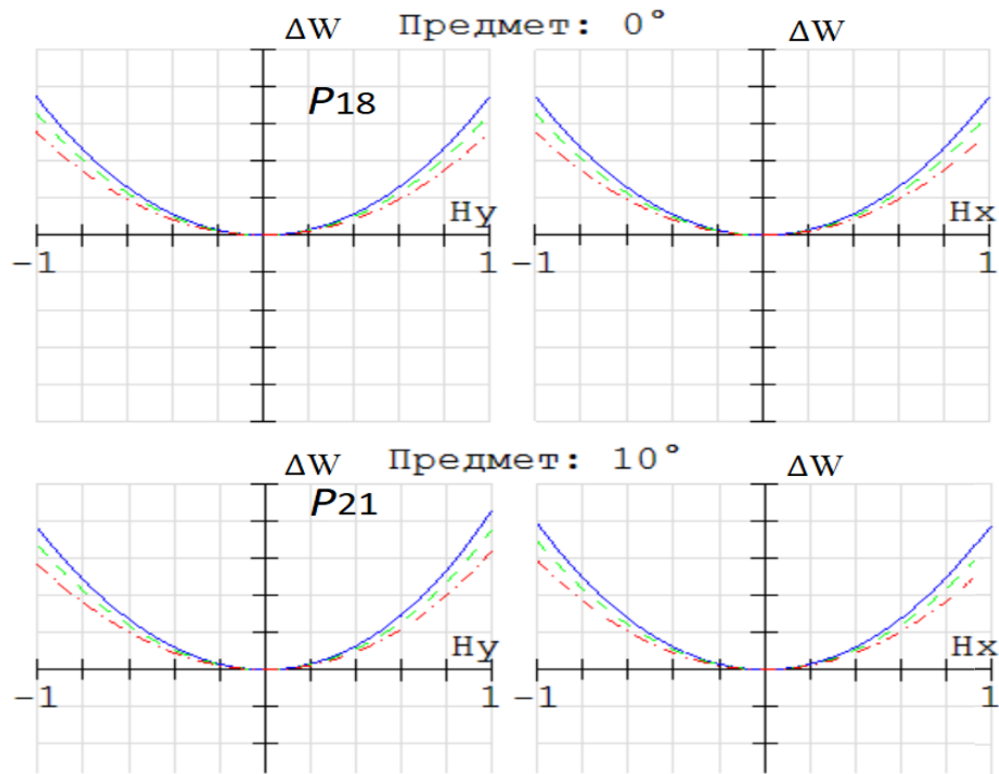 ΔW Предмет: 0° ΔW
P18
Hy Hx
-1 1 -1 1
ΔW Предмет: 10° ΔW
P21
Hy Hx
-1 1 -1 1